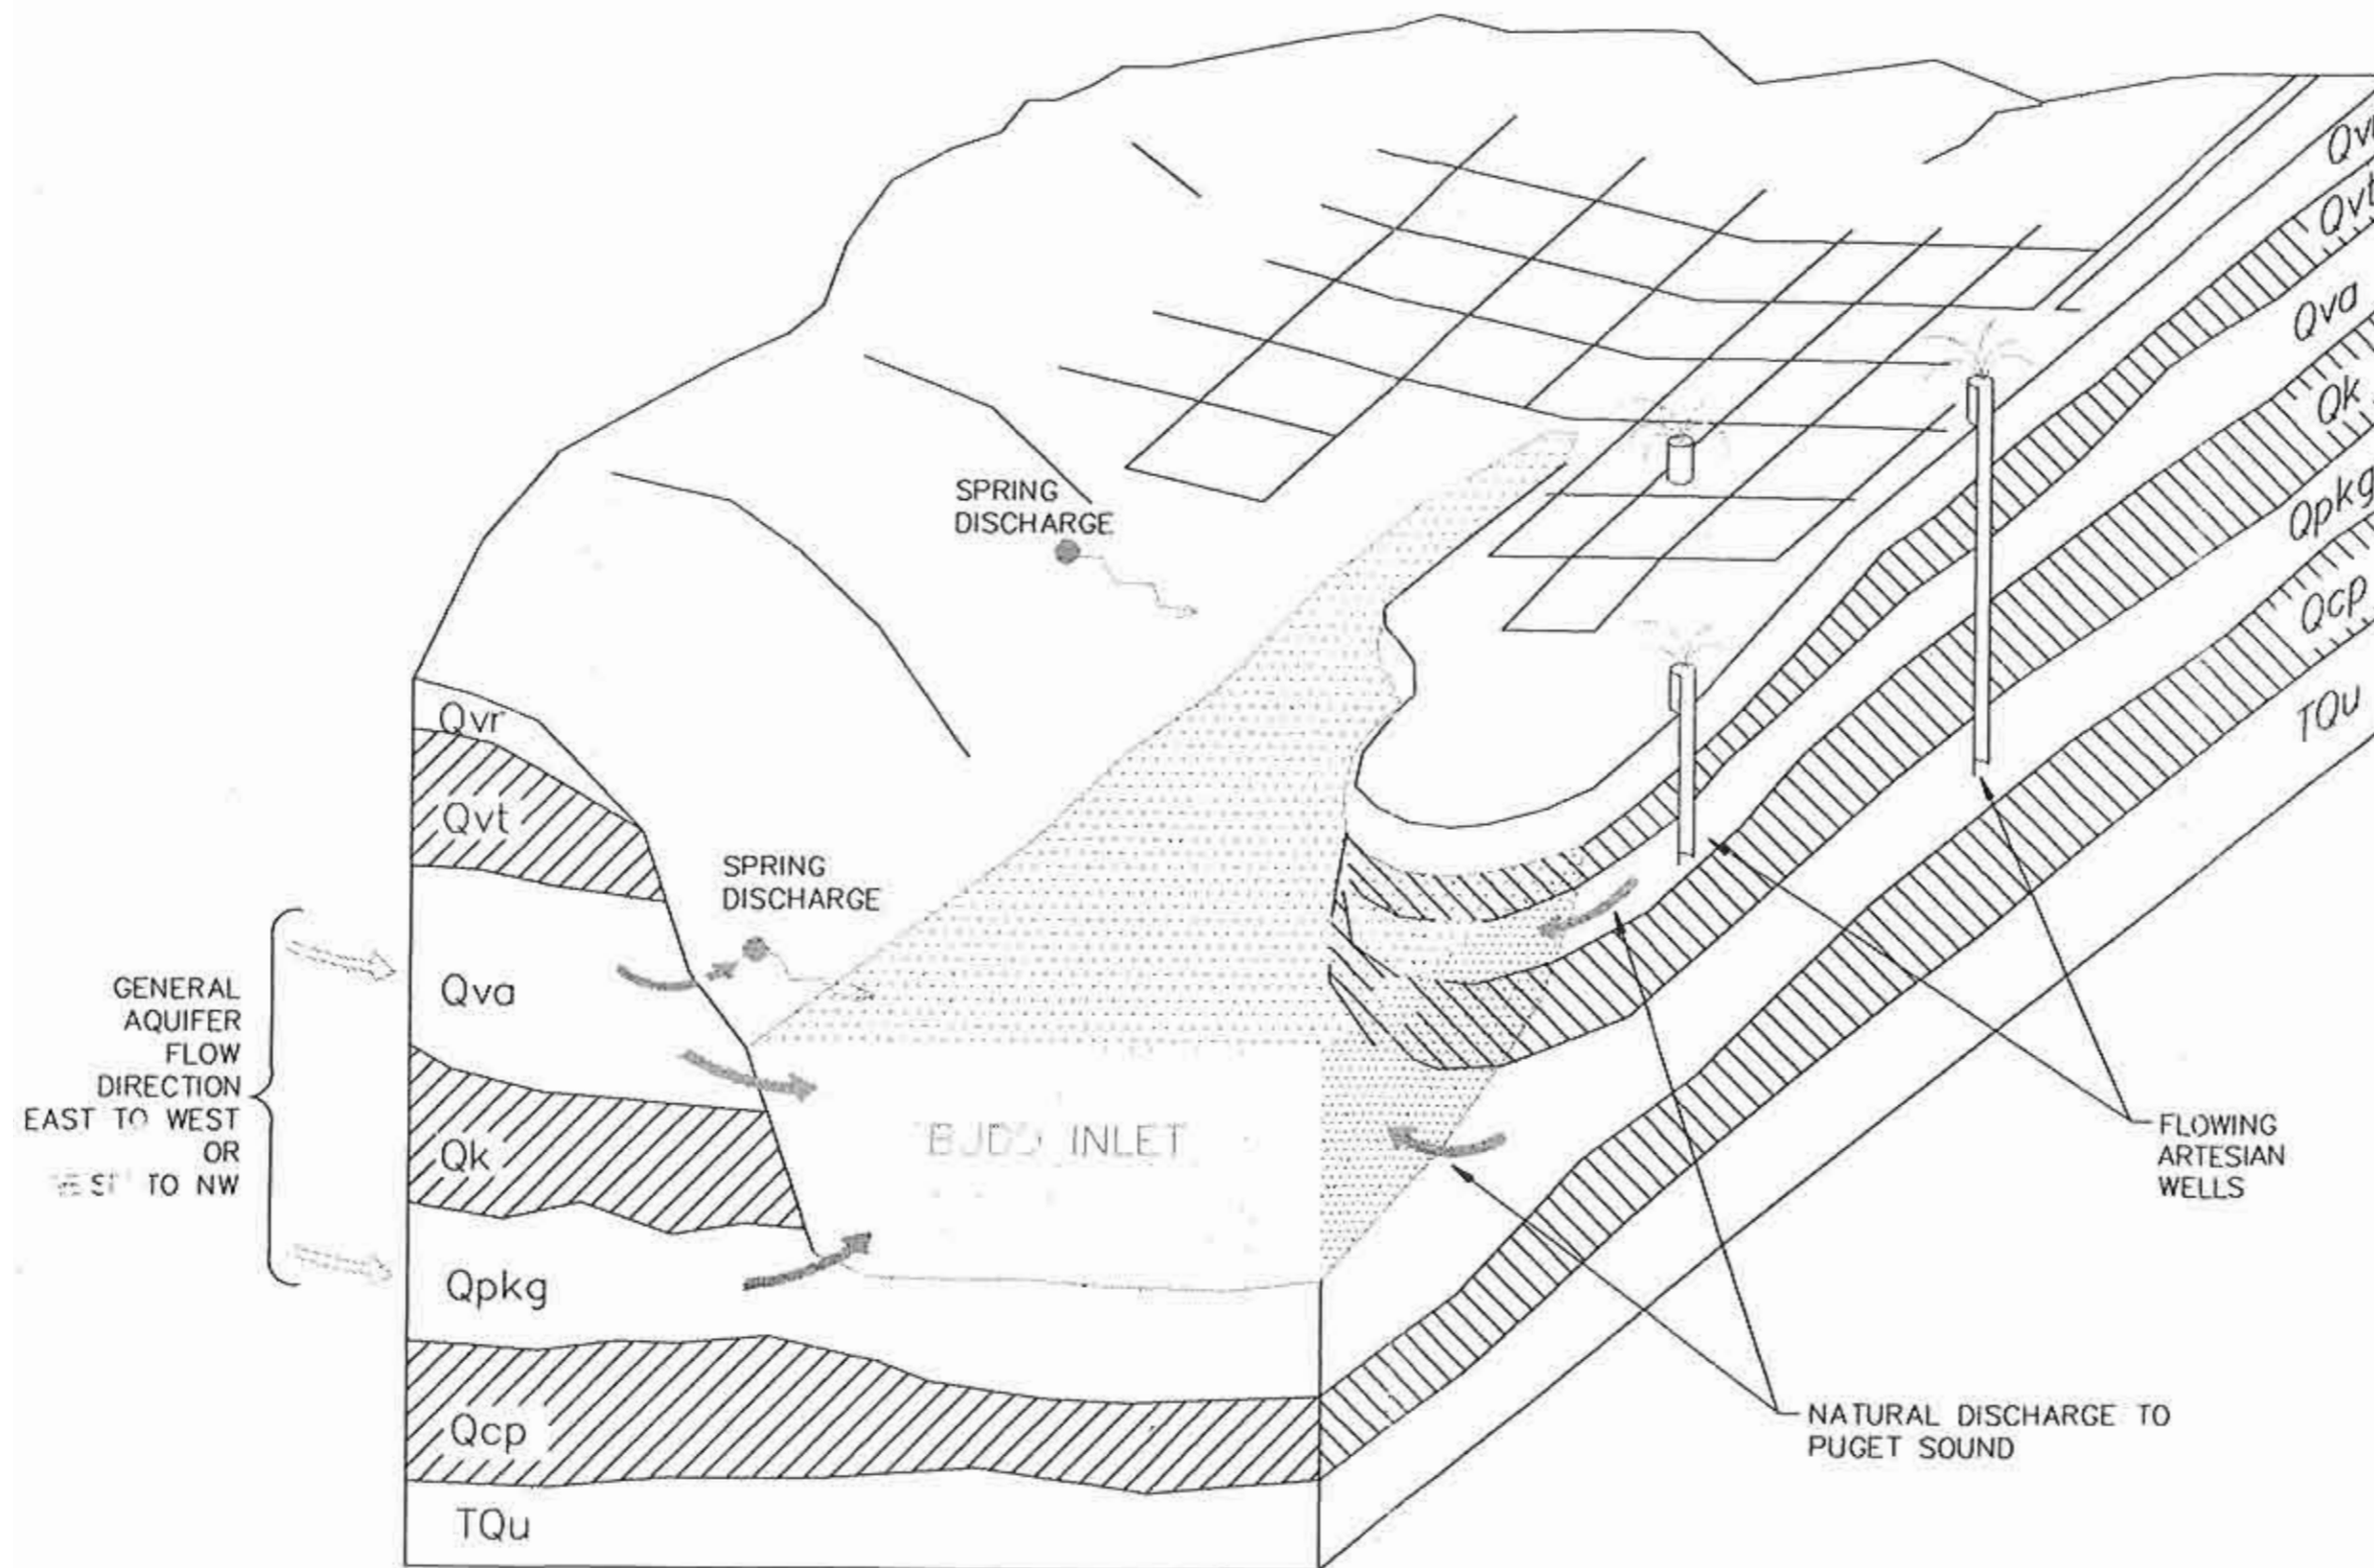 SPRING
DISCHARGE
Qvr
Qvt
Qva
Qk
Qpkg
Qcp
TQu
SPRING
DISCHARGE
GENERAL
AQUIFER
FLOW
DIRECTION
EAST TO WEST
OR
TO NW
INLET
Qvt
Qva
Qk
Qpkg
Qcp
TQu
FLOWING
ARTESIAN
WELLS
NATURAL DISCHARGE TO
PUGET SOUND